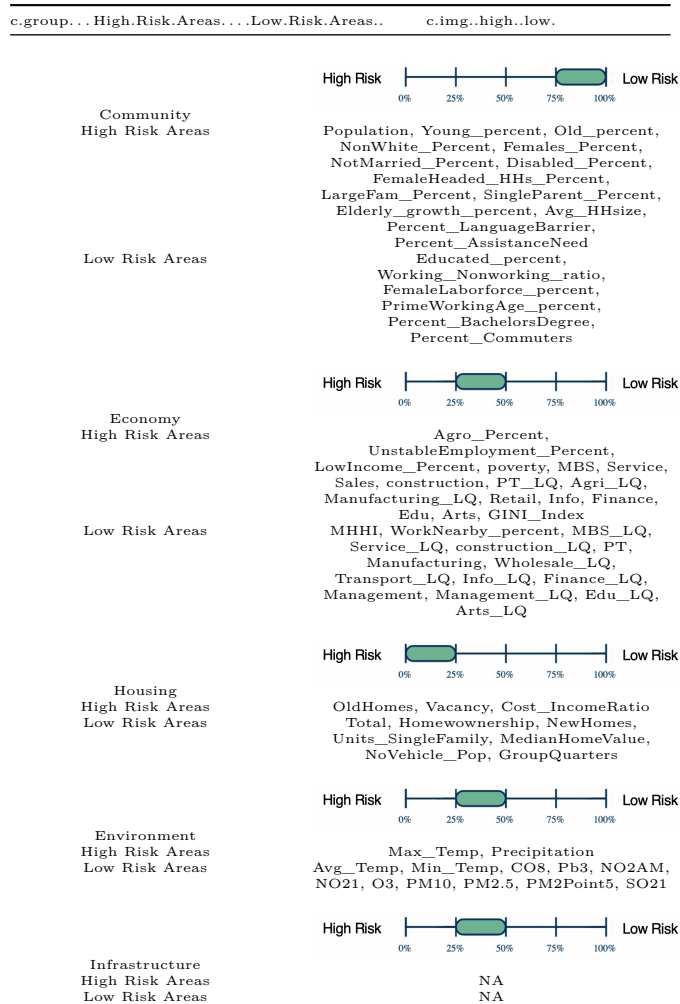 c.group. . . High.Risk.Areas. . . .Low.Risk.Areas. . c.img..high..low.
High Risk Low Risk
0% 25% 50% 75% 100%
Community
High Risk Areas Population, Young_percent, Old_percent,
NonWhite_Percent, Females_Percent,
NotMarried_Percent, Disabled_Percent,
FemaleHeaded_HHs_Percent,
LargeFam_Percent, SingleParent_Percent,
Elderly_growth_percent, Avg_HHsize,
Percent_LanguageBarrier,
Percent_AssistanceNeed
Low Risk Areas Educated_percent,
Working_Nonworking_ratio,
FemaleLaborforce_percent,
PrimeWorkingAge_percent,
Percent_BachelorsDegree,
Percent_Commuters
High Risk Low Risk
0% 25% 50% 75% 100%
Economy
High Risk Areas Agro_Percent,
UnstableEmployment_Percent,
LowIncome_Percent, poverty, MBS, Service,
Sales, construction, PT_LQ, Agri_LQ,
Manufacturing_LQ, Retail, Info, Finance,
Edu, Arts, GINI_Index
Low Risk Areas MHHI, WorkNearby_percent, MBS_LQ,
Service_LQ, construction_LQ, PT,
Manufacturing, Wholesale_LQ,
Transport_LQ, Info_LQ, Finance_LQ,
Management, Management_LQ, Edu_LQ,
Arts_LQ
High Risk Low Risk
0% 25% 50% 75% 100%
Housing
High Risk Areas OldHomes, Vacancy, Cost_IncomeRatio
Low Risk Areas Total, Homewownership, NewHomes,
Units_SingleFamily, MedianHomeValue,
NoVehicle_Pop, GroupQuarters
High Risk Low Risk
0% 25% 50% 75% 100%
Environment
High Risk Areas Max_Temp, Precipitation
Low Risk Areas Avg_Temp, Min_Temp, CO8, Pb3, NO2AM,
NO21, O3, PM10, PM2.5, PM2Point5, SO21
High Risk Low Risk
0% 25% 50% 75% 100%
Infrastructure
High Risk Areas NA
Low Risk Areas NA